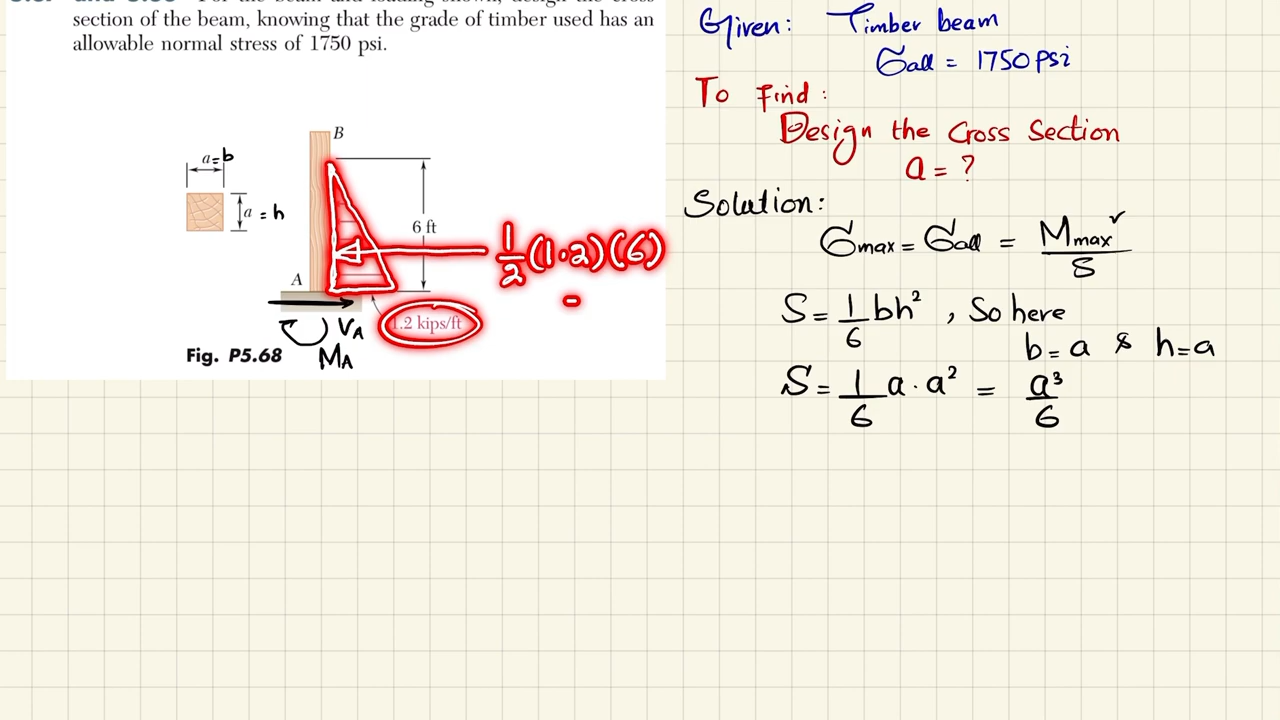 section of the beam, knowing that the grade of timber used has an
allowable normal stress of 1750 psi.
B
a=b
a = h
6 ft
1/2 (1.2)(6)
=
A
1.2 kips/ft
VA
MA
Fig. P5.68
Given: Timber beam
σall = 1750 psi
To find:
Design the Cross Section
a = ?
Solution:
σmax = σall = Mmax/S
S = 1/6 bh², So here
b = a & h = a
S = 1/6 a · a² = a³/6